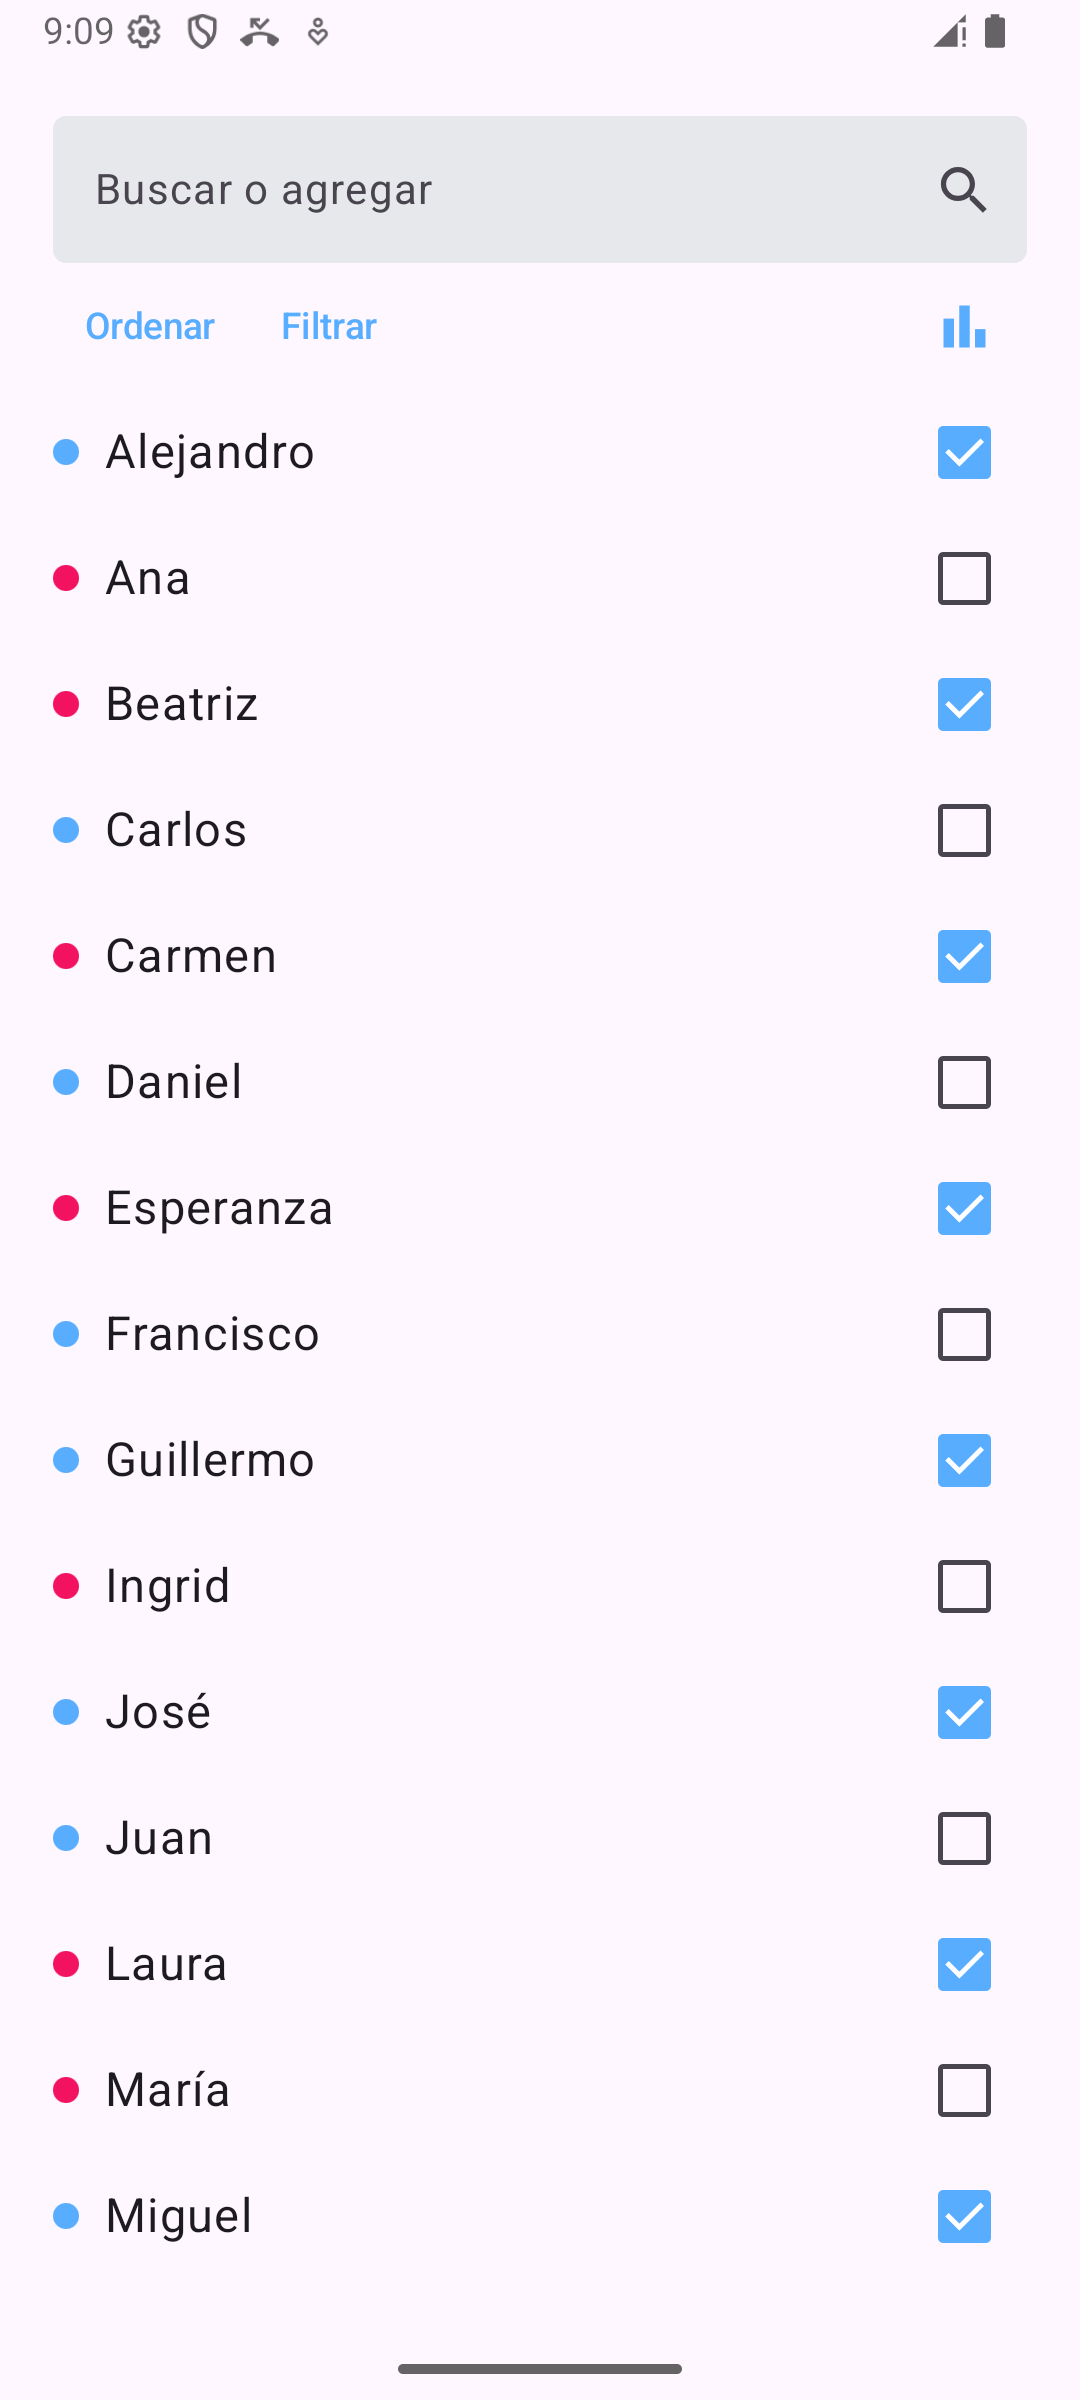 9:09
Buscar o agregar
Ordenar Filtrar
Alejandro
Ana
Beatriz
Carlos
Carmen
Daniel
Esperanza
Francisco
Guillermo
Ingrid
José
Juan
Laura
María
Miguel